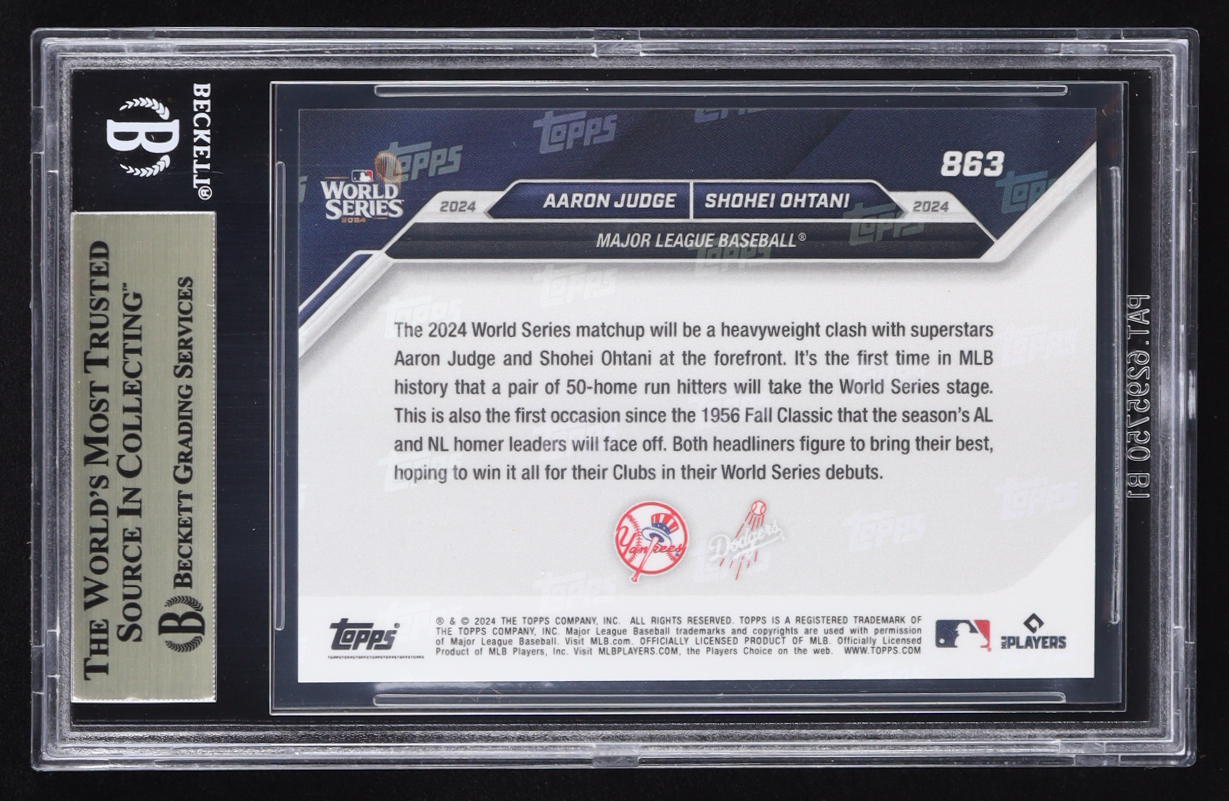 BECKETT®
B
THE WORLD'S MOST TRUSTED
SOURCE IN COLLECTING™
B BECKETT GRADING SERVICES
WORLD
SERIES
2024
863
2024
AARON JUDGE
SHOHEI OHTANI
2024
MAJOR LEAGUE BASEBALL®
The 2024 World Series matchup will be a heavyweight clash with superstars
Aaron Judge and Shohei Ohtani at the forefront. It's the first time in MLB
history that a pair of 50-home run hitters will take the World Series stage.
This is also the first occasion since the 1956 Fall Classic that the season's AL
and NL homer leaders will face off. Both headliners figure to bring their best,
hoping to win it all for their Clubs in their World Series debuts.
Yankees
Dodgers
Topps®
® & © 2024 THE TOPPS COMPANY, INC. ALL RIGHTS RESERVED. TOPPS IS A REGISTERED TRADEMARK OF
THE TOPPS COMPANY, INC. Major League Baseball trademarks and copyrights are used with permission
of Major League Baseball. Visit MLB.com. OFFICIALLY LICENSED PRODUCT OF MLB. Officially Licensed
Product of MLB Players, Inc. Visit MLBPLAYERS.COM, the Players Choice on the web. WWW.TOPPS.COM
MLB PLAYERS
PAT. 6295750 B1